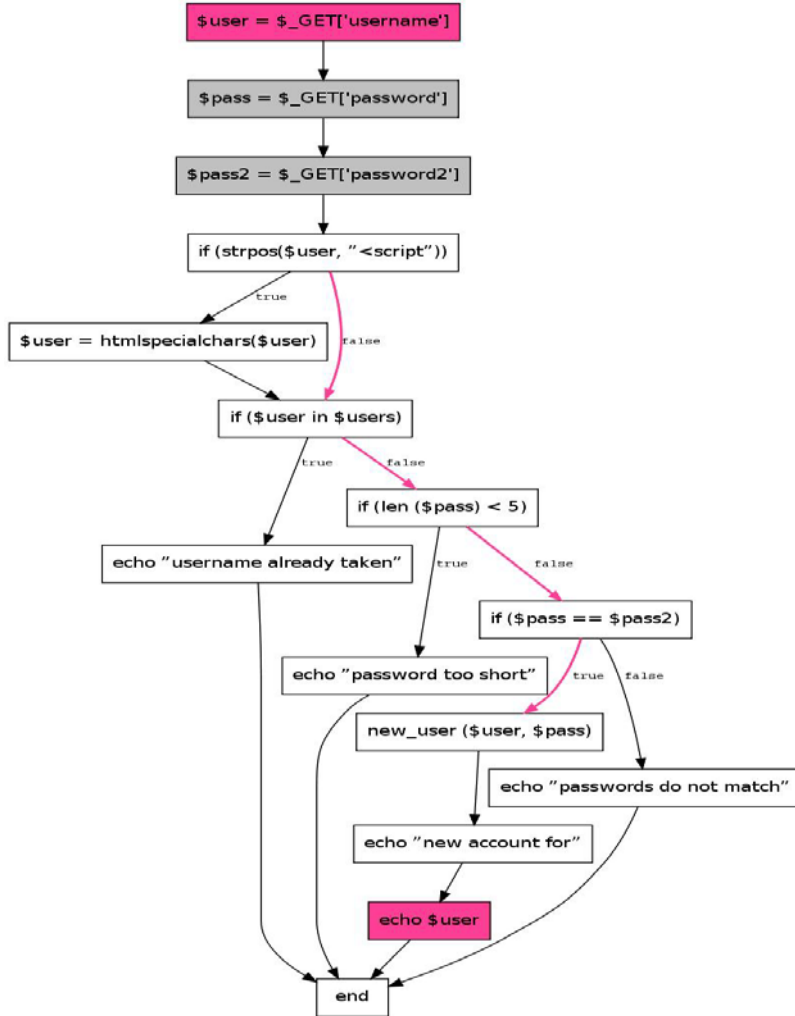 $user = $_GET['username']
$pass = $_GET['password']
$pass2 = $_GET['password2']
if (strpos($user, ”<script”))
true
$user = htmlspecialchars($user)
false
if ($user in $users)
true
false
if (len ($pass) < 5)
echo ”username already taken”
true
false
if ($pass == $pass2)
echo ”password too short”
true
false
new_user ($user, $pass)
echo ”passwords do not match”
echo ”new account for”
echo $user
end